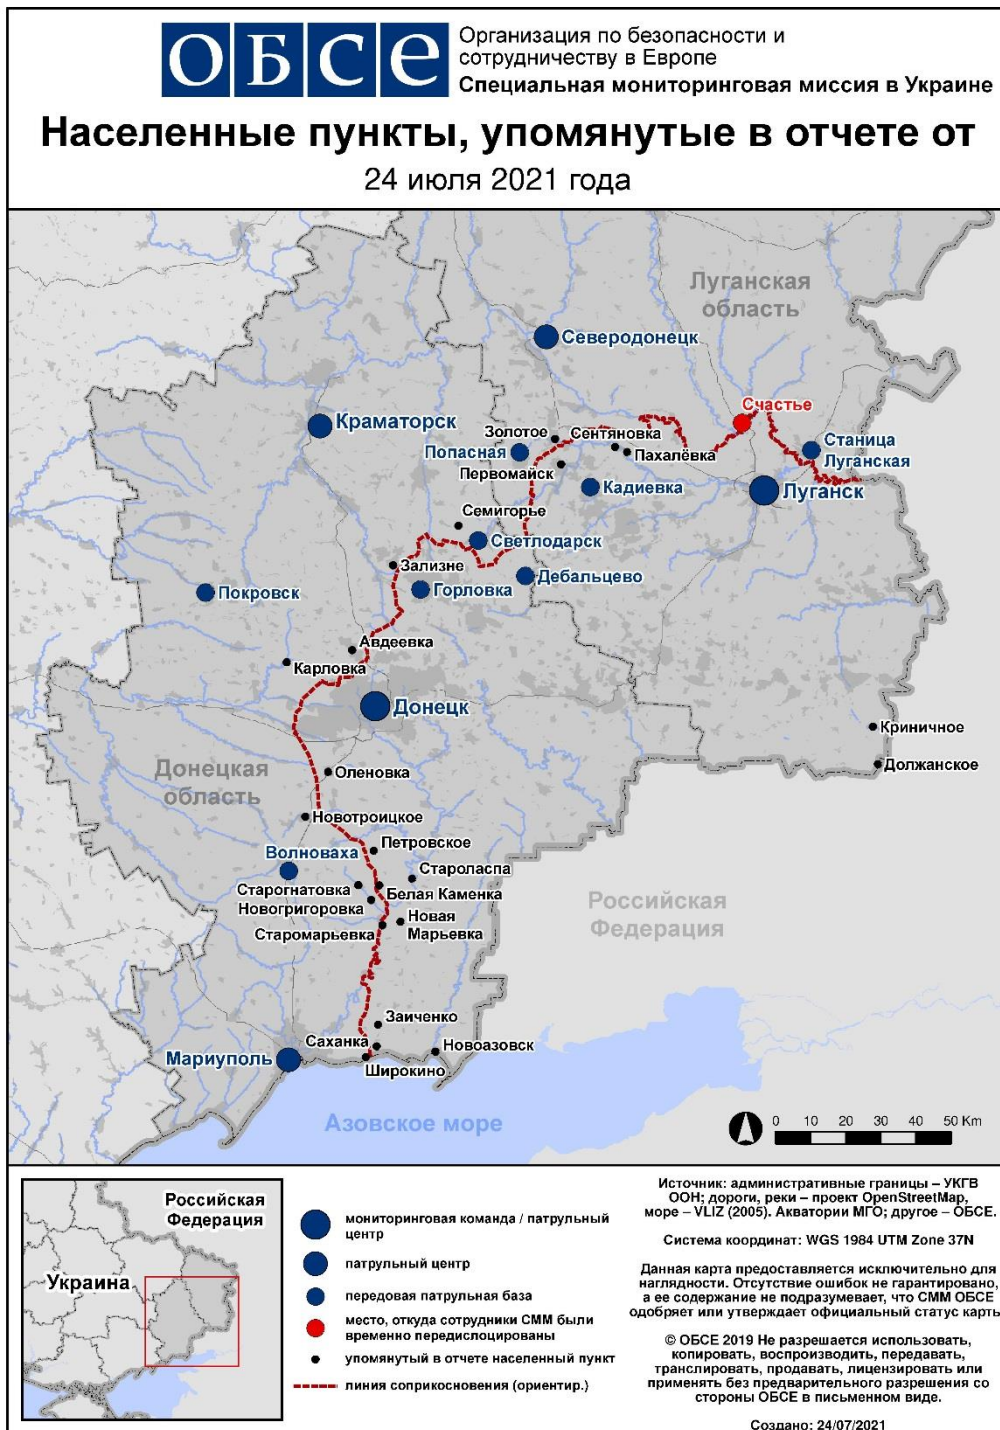 ОБСЕ
Организация по безопасности и
сотрудничеству в Европе
Специальная мониторинговая миссия в Украине
Населенные пункты, упомянутые в отчете от
24 июля 2021 года
Луганская
область
Северодонецк
Счастье
Краматорск
Золотое
Сентяновка
Станица
Луганская
Попасная
Пахалёвка
Первомайск
Кадиевка
Луганск
Семигорье
Светлодарск
Зализне
Дебальцево
Покровск
Горловка
Авдеевка
Карловка
Донецк
Криничное
Донецкая
область
Оленовка
Должанское
Новотроицкое
Петровское
Волноваха
Староласпа
Старогнатовка
Белая Каменка
Новогригоровка
Российская
Федерация
Новая
Марьевка
Старомарьевка
Заиченко
Саханка
Новоазовск
Мариуполь
Широкино
Азовское море
0 10 20 30 40 50 Km
Российская
Федерация
Украина
мониторинговая команда / патрульный
центр
патрульный центр
передовая патрульная база
место, откуда сотрудники СММ были
временно передислоцированы
упомянутый в отчете населенный пункт
линия соприкосновения (ориентир.)
Источник: административные границы – УКГВ
ООН; дороги, реки – проект OpenStreetMap,
море – VLIZ (2005). Акватории МГО; другое – ОБСЕ.
Система координат: WGS 1984 UTM Zone 37N
Данная карта предоставляется исключительно для
наглядности. Отсутствие ошибок не гарантировано,
а ее содержание не подразумевает, что СММ ОБСЕ
одобряет или утверждает официальный статус карты
© ОБСЕ 2019 Не разрешается использовать,
копировать, воспроизводить, передавать,
транслировать, продавать, лицензировать или
применять без предварительного разрешения со
стороны ОБСЕ в письменном виде.
Создано: 24/07/2021